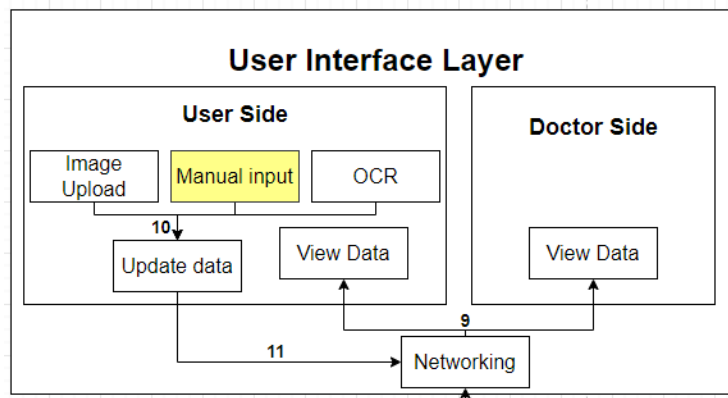 User Interface Layer
User Side
Doctor Side
Image
Upload
Manual input
OCR
10
Update data
View Data
View Data
9
11
Networking